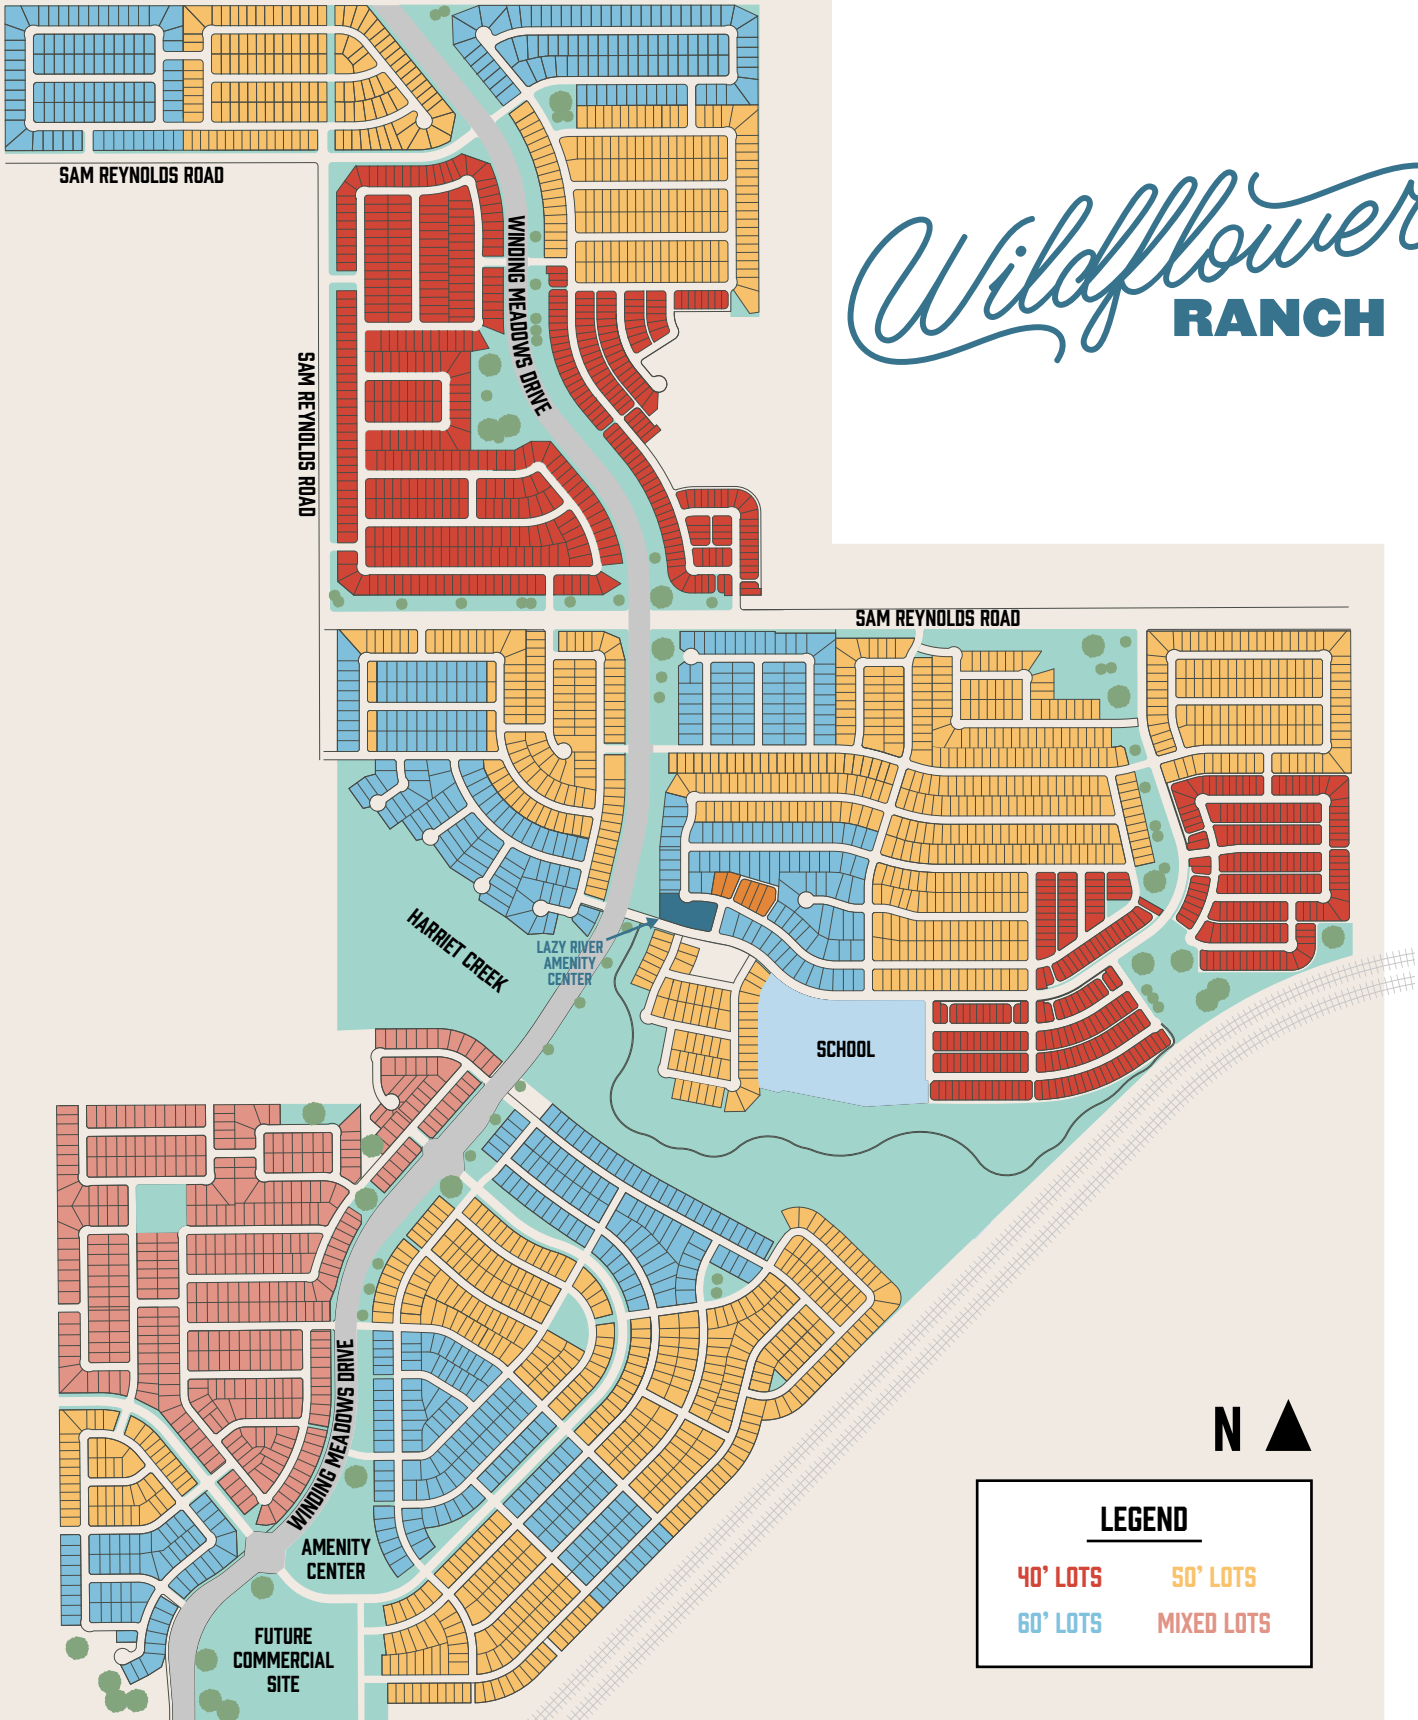 SAM REYNOLDS ROAD
Wildflower
RANCH
WINDING MEADOWS DRIVE
SAM REYNOLDS ROAD
SAM REYNOLDS ROAD
HARRIET CREEK
LAZY RIVER
AMENITY
CENTER
SCHOOL
WINDING MEADOWS DRIVE
AMENITY
CENTER
FUTURE
COMMERCIAL
SITE
N
LEGEND
40' LOTS
50' LOTS
60' LOTS
MIXED LOTS